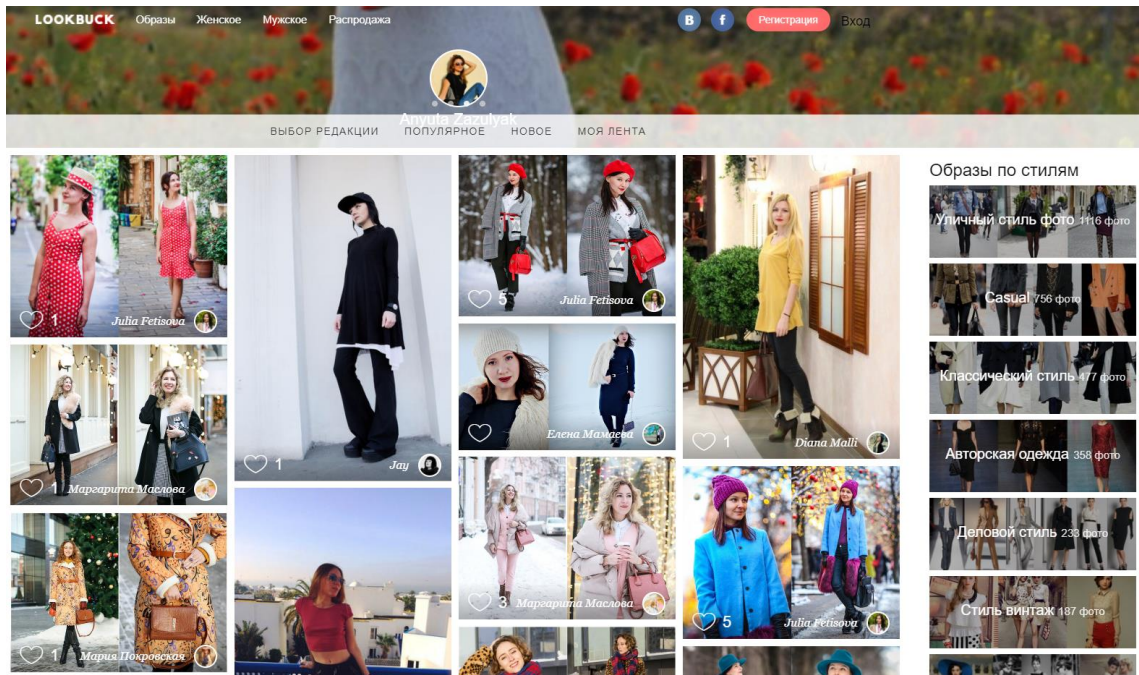 LOOKBUCK Образы Женское Мужское Распродажа B f Регистрация Вход
Anyuta Zazulyak
ВЫБОР РЕДАКЦИИ ПОПУЛЯРНОЕ НОВОЕ МОЯ ЛЕНТА
1 Julia Fetisova
1 Маргарита Маслова
1 Мария Покровская
1 Jay
5 Julia Fetisova
Елена Мамаева
3 Маргарита Маслова
1 Diana Malli
5 Julia Fetisova
Образы по стилям
Уличный стиль фото 1116 фото
Casual 756 фото
Классический стиль 477 фото
Авторская одежда 358 фото
Деловой стиль 233 фото
Стиль винтаж 187 фото